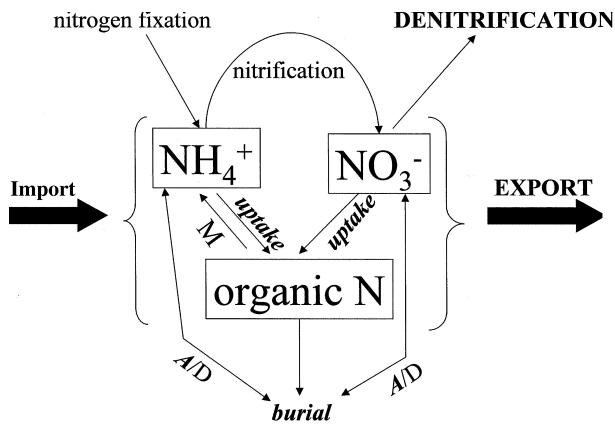 nitrogen fixation
DENITRIFICATION
nitrification
NH₄⁺
NO₃⁻
Import
EXPORT
M
uptake
uptake
organic N
A/D
A/D
burial